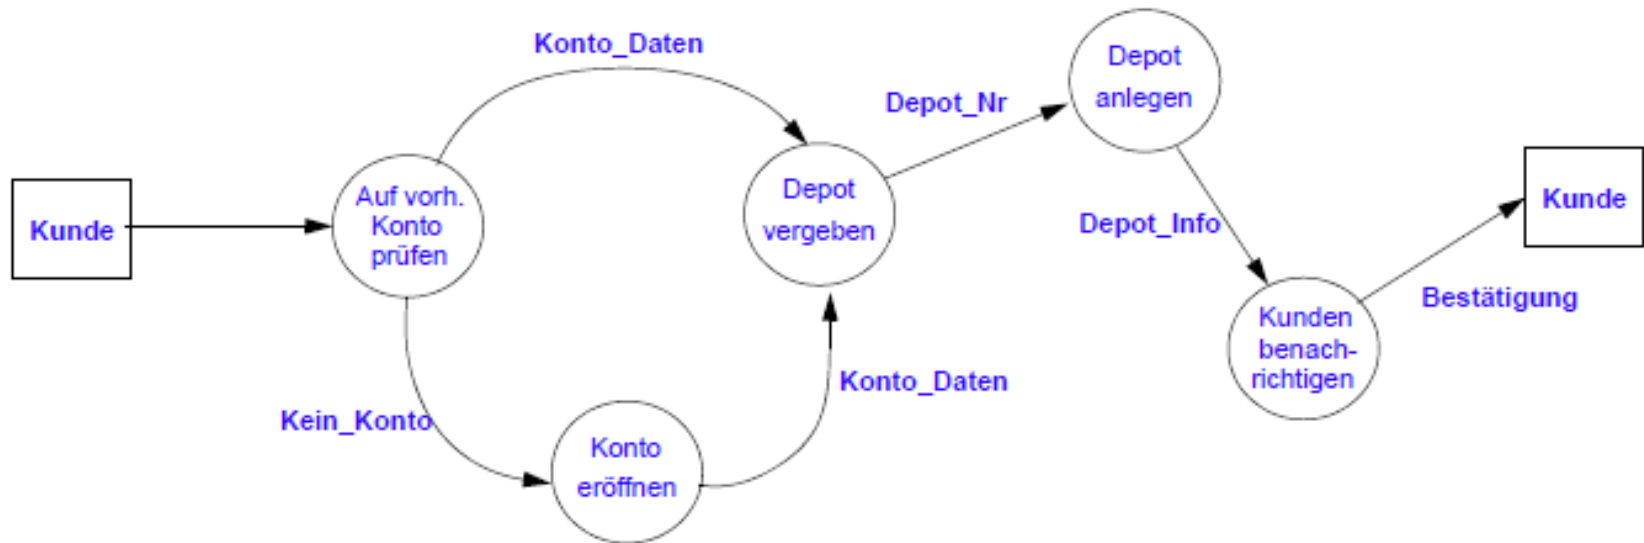 Kunde
Auf vorh.
Konto
prüfen
Konto_Daten
Kein_Konto
Konto
eröffnen
Konto_Daten
Depot
vergeben
Depot_Nr
Depot
anlegen
Depot_Info
Kunden
benach-
richtigen
Bestätigung
Kunde